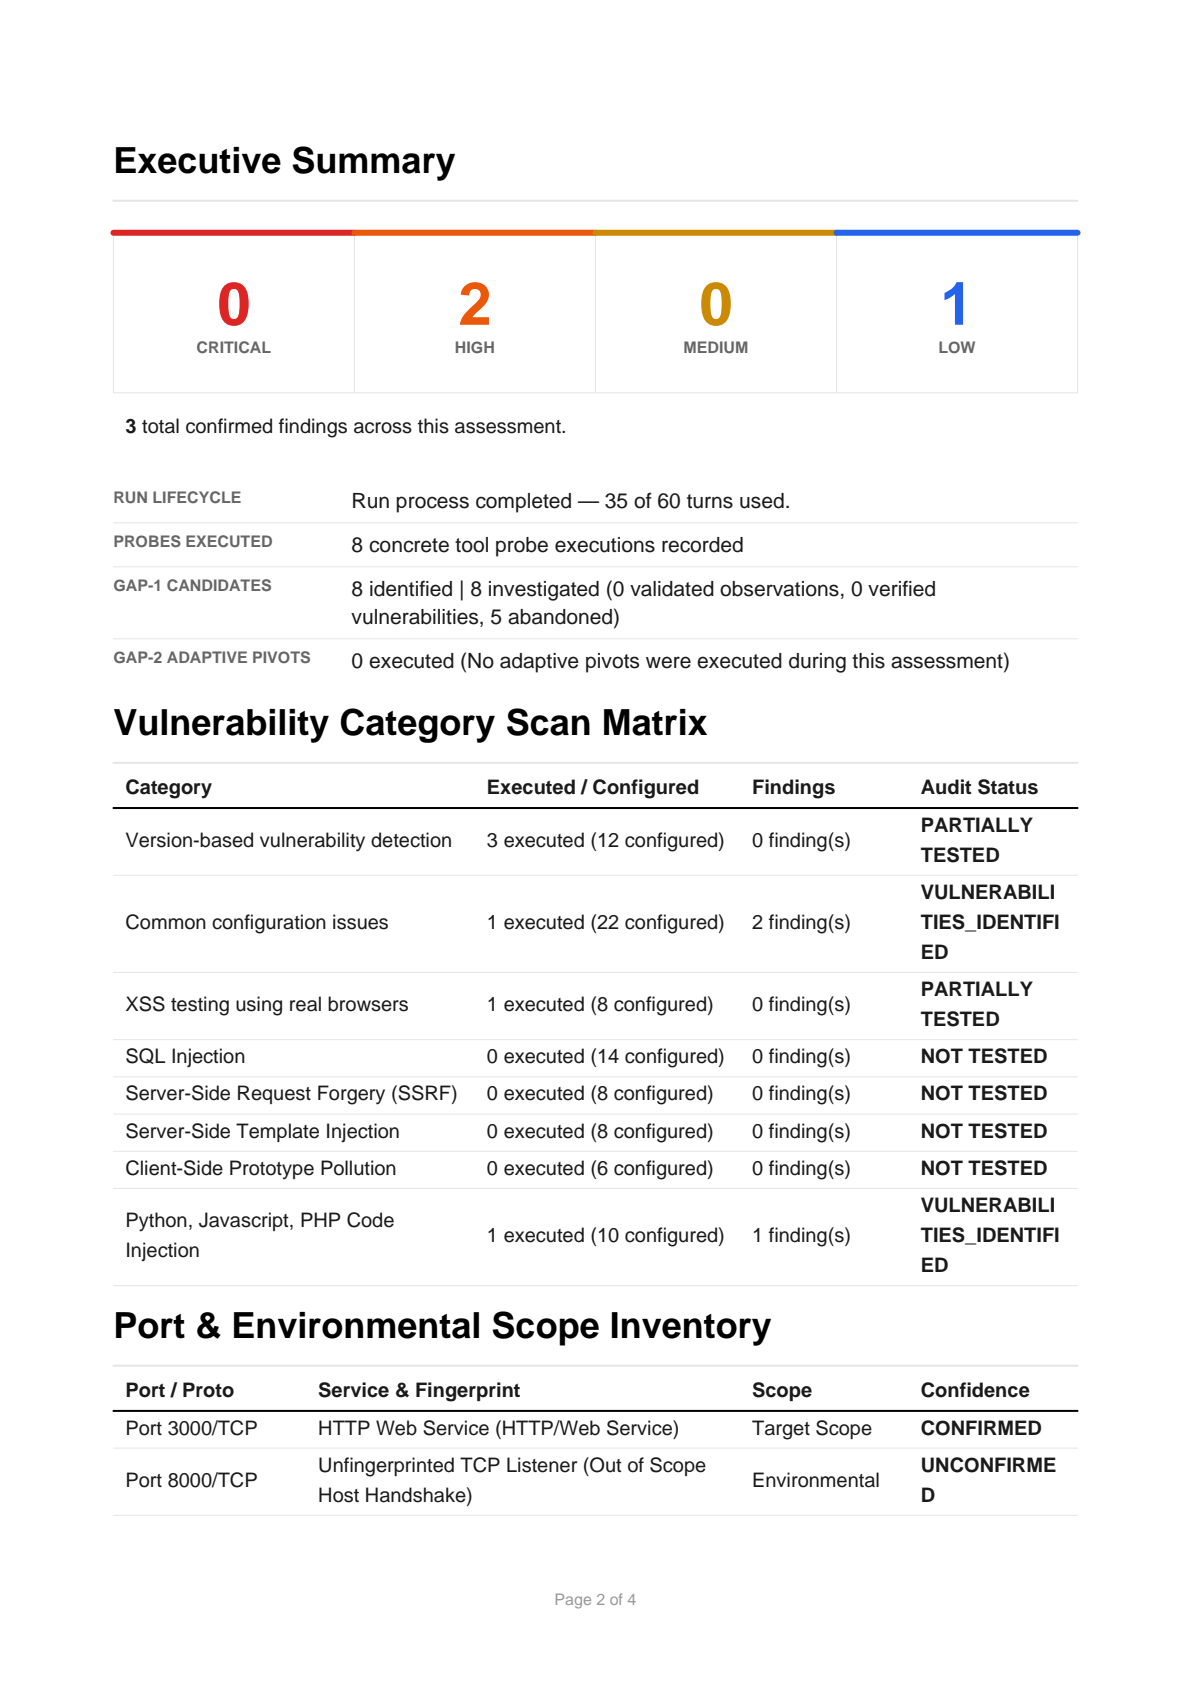 Executive Summary
0
CRITICAL
2
HIGH
0
MEDIUM
1
LOW
3 total confirmed findings across this assessment.
RUN LIFECYCLE
Run process completed — 35 of 60 turns used.
PROBES EXECUTED
8 concrete tool probe executions recorded
GAP-1 CANDIDATES
8 identified | 8 investigated (0 validated observations, 0 verified
vulnerabilities, 5 abandoned)
GAP-2 ADAPTIVE PIVOTS
0 executed (No adaptive pivots were executed during this assessment)
Vulnerability Category Scan Matrix
Category Executed / Configured Findings Audit Status
Version-based vulnerability detection 3 executed (12 configured) 0 finding(s) PARTIALLY
TESTED
Common configuration issues 1 executed (22 configured) 2 finding(s) VULNERABILI
TIES_IDENTIFI
ED
XSS testing using real browsers 1 executed (8 configured) 0 finding(s) PARTIALLY
TESTED
SQL Injection 0 executed (14 configured) 0 finding(s) NOT TESTED
Server-Side Request Forgery (SSRF) 0 executed (8 configured) 0 finding(s) NOT TESTED
Server-Side Template Injection 0 executed (8 configured) 0 finding(s) NOT TESTED
Client-Side Prototype Pollution 0 executed (6 configured) 0 finding(s) NOT TESTED
Python, Javascript, PHP Code
Injection 1 executed (10 configured) 1 finding(s) VULNERABILI
TIES_IDENTIFI
ED
Port & Environmental Scope Inventory
Port / Proto Service & Fingerprint Scope Confidence
Port 3000/TCP HTTP Web Service (HTTP/Web Service) Target Scope CONFIRMED
Port 8000/TCP Unfingerprinted TCP Listener (Out of Scope
Host Handshake) Environmental UNCONFIRME
D
Page 2 of 4